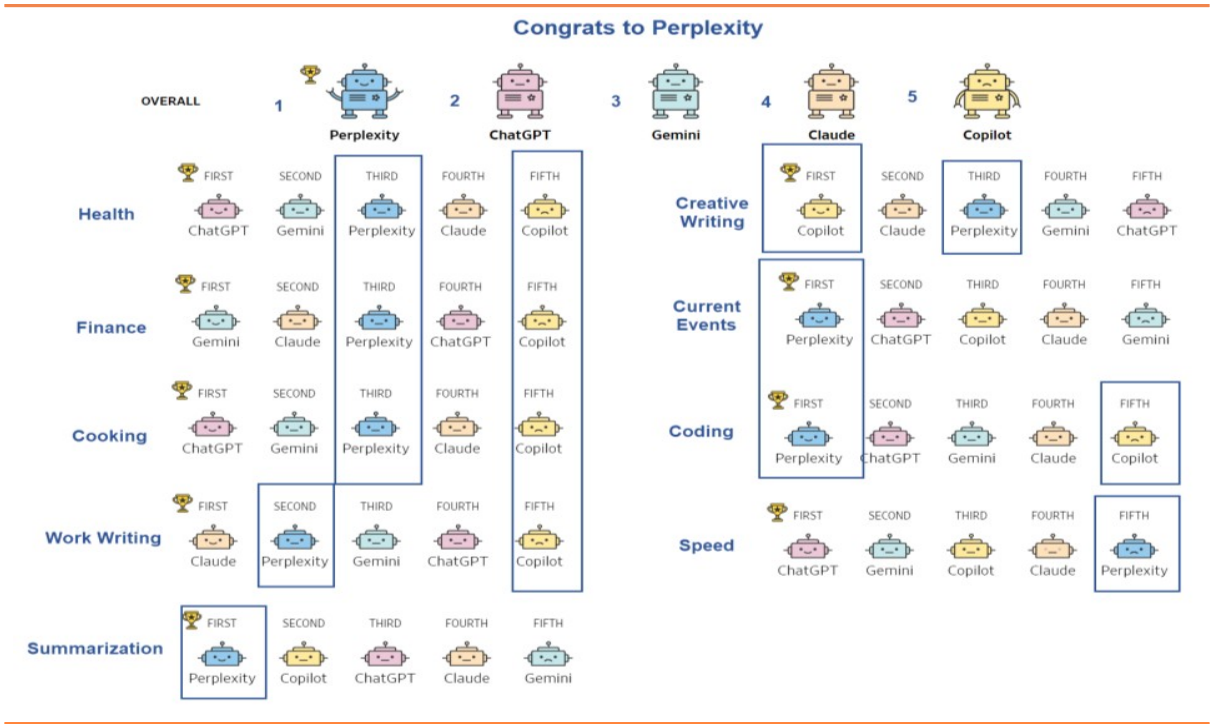 Congrats to Perplexity
OVERALL 1 2 3 4 5
Perplexity ChatGPT Gemini Claude Copilot
Health
FIRST SECOND THIRD FOURTH FIFTH
ChatGPT Gemini Perplexity Claude Copilot
Finance
FIRST SECOND THIRD FOURTH FIFTH
Gemini Claude Perplexity ChatGPT Copilot
Cooking
FIRST SECOND THIRD FOURTH FIFTH
ChatGPT Gemini Perplexity Claude Copilot
Work Writing
FIRST SECOND THIRD FOURTH FIFTH
Claude Perplexity Gemini ChatGPT Copilot
Summarization
FIRST SECOND THIRD FOURTH FIFTH
Perplexity Copilot ChatGPT Claude Gemini
Creative
Writing
FIRST SECOND THIRD FOURTH FIFTH
Copilot Claude Perplexity Gemini ChatGPT
Current
Events
FIRST SECOND THIRD FOURTH FIFTH
Perplexity ChatGPT Copilot Claude Gemini
Coding
FIRST SECOND THIRD FOURTH FIFTH
Perplexity ChatGPT Gemini Claude Copilot
Speed
FIRST SECOND THIRD FOURTH FIFTH
ChatGPT Gemini Copilot Claude Perplexity